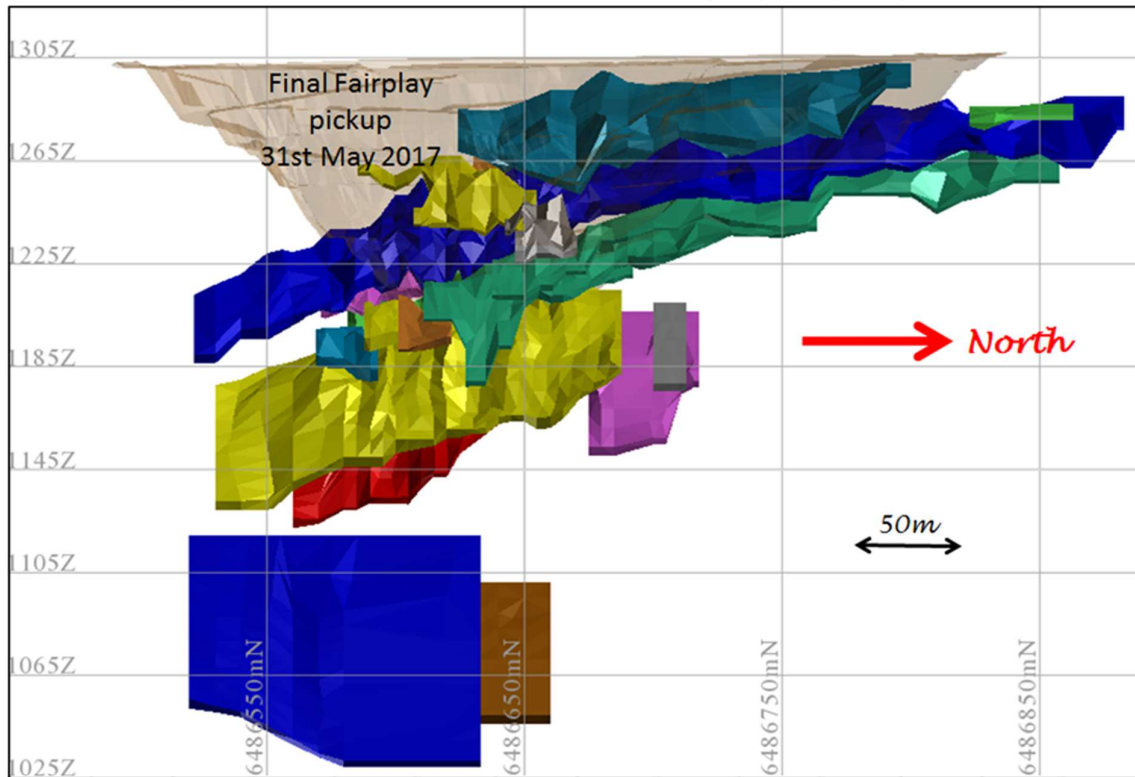 1305Z
Final Fairplay
pickup
31st May 2017
1265Z
1225Z
1185Z
North
1145Z
50m
1105Z
1065Z
1025Z
6486550mN
6486650mN
6486750mN
6486850mN